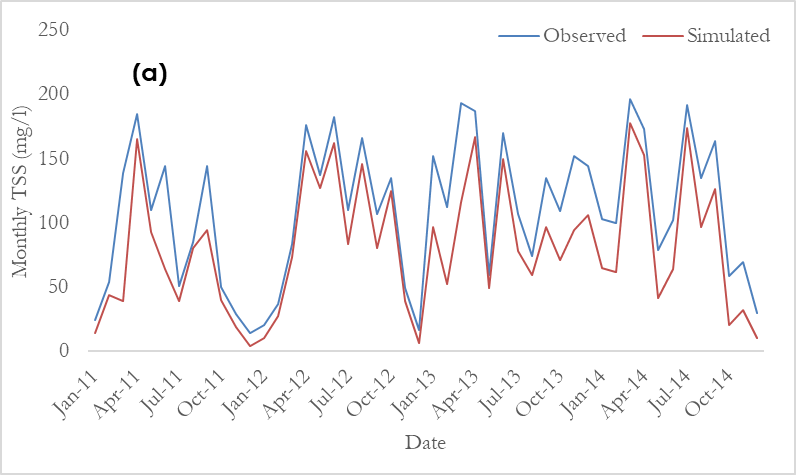 250
Observed
Simulated
(a)
200
150
100
50
0
Monthly TSS (mg/l)
Jan-11
Apr-11
Jul-11
Oct-11
Jan-12
Apr-12
Jul-12
Oct-12
Jan-13
Apr-13
Jul-13
Oct-13
Jan-14
Apr-14
Jul-14
Oct-14
Date